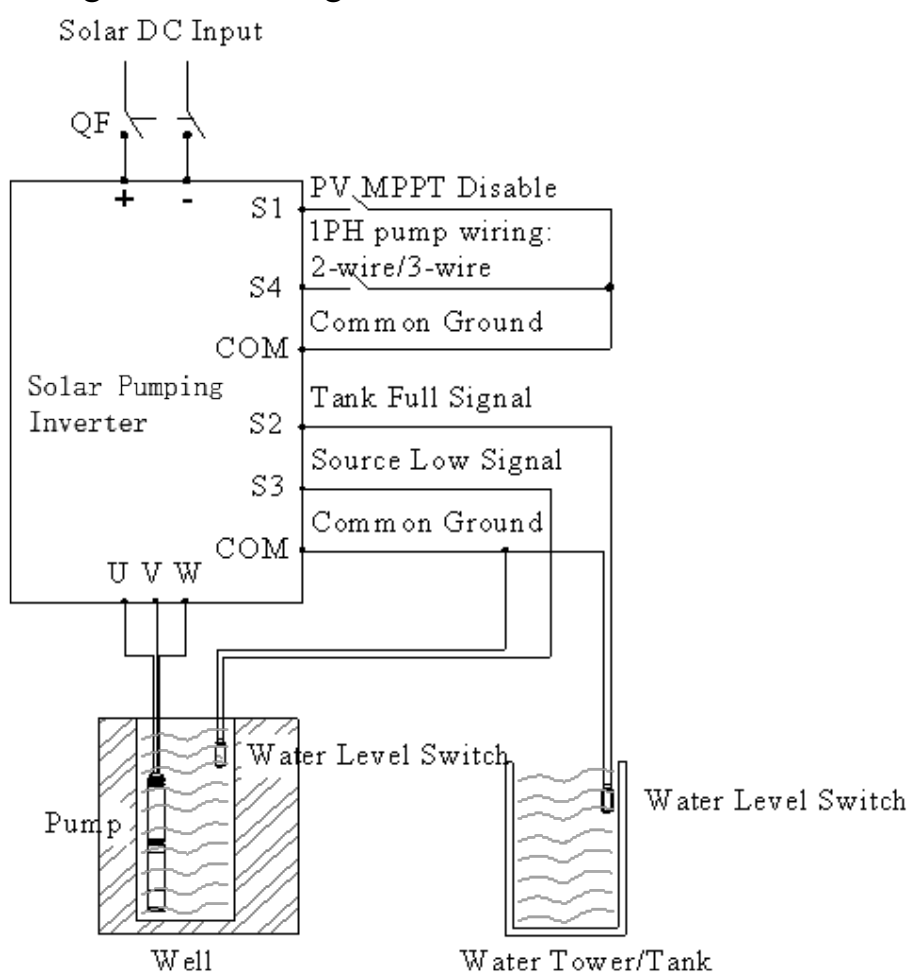 Solar DC Input
QF
+ -
S1
PV MPPT Disable
1PH pump wiring:
2-wire/3-wire
S4
Common Ground
COM
Solar Pumping
Inverter
Tank Full Signal
S2
Source Low Signal
S3
Common Ground
COM
U V W
Water Level Switch
Water Level Switch
Pump
Well
Water Tower/Tank